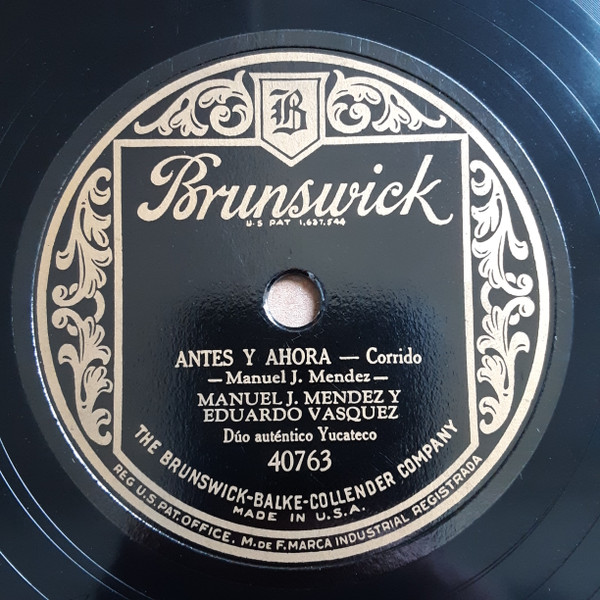 B
Brunswick
U.S PAT 1,637,544
ANTES Y AHORA — Corrido
—Manuel J. Mendez—
MANUEL J. MENDEZ Y
EDUARDO VASQUEZ
Dúo auténtico Yucateco
40763
THE BRUNSWICK-BALKE-COLLENDER COMPANY
MADE IN U.S.A.
REG U.S.PAT.OFFICE. M. DE F. MARCA INDUSTRIAL REGISTRADA